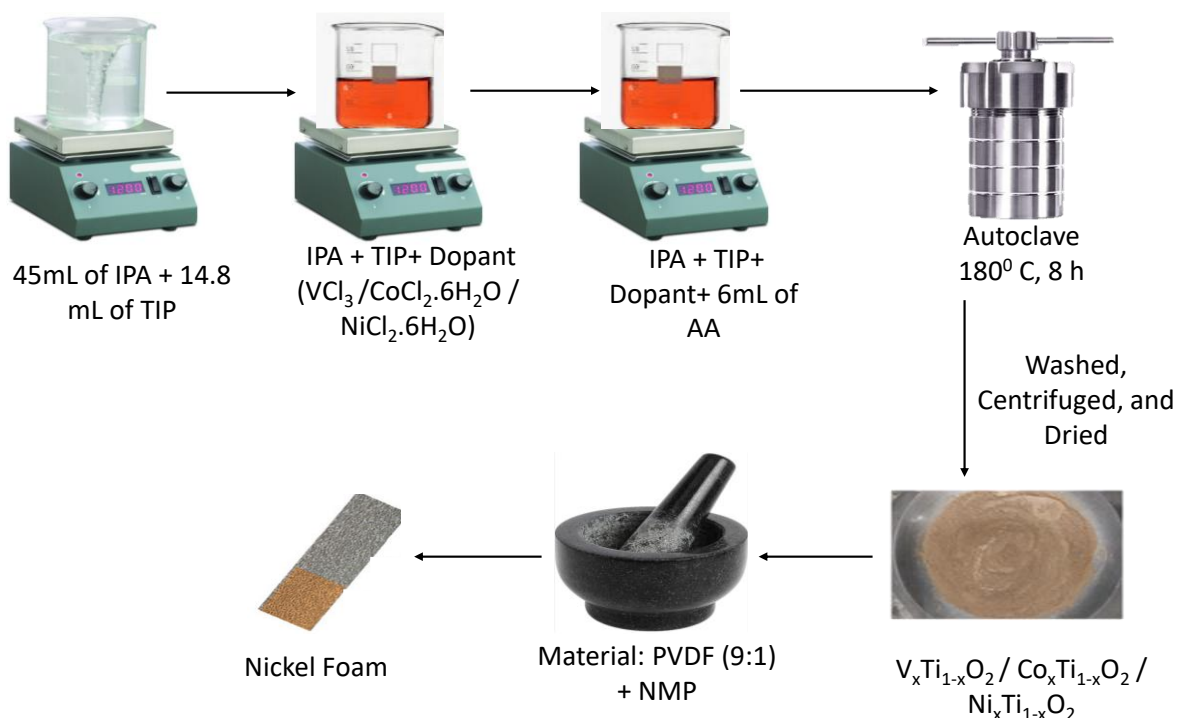 45mL of IPA + 14.8
mL of TIP
IPA + TIP+ Dopant
(VCl₃ /CoCl₂.6H₂O /
NiCl₂.6H₂O)
IPA + TIP+
Dopant+ 6mL of
AA
Autoclave
180⁰ C, 8 h
Washed,
Centrifuged, and
Dried
VₓTi₁₋ₓO₂ / CoₓTi₁₋ₓO₂ /
NiₓTi₁₋ₓO₂
Material: PVDF (9:1)
+ NMP
Nickel Foam